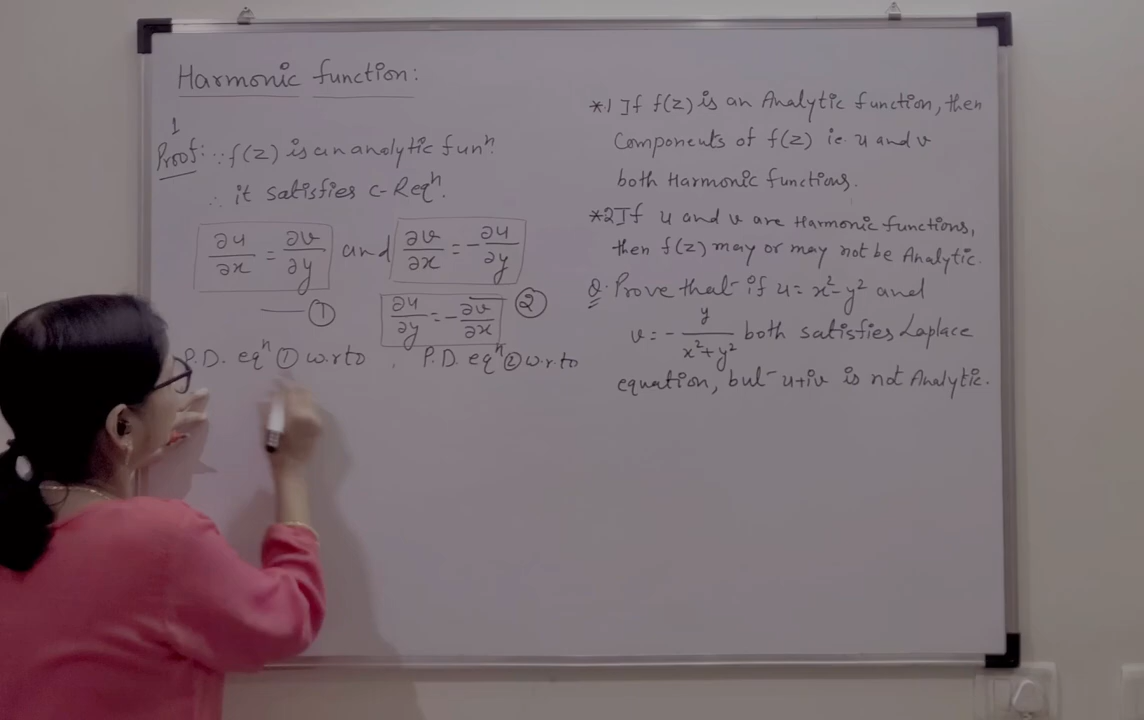 Harmonic function:
1
Proof: ∵ f(z) is an analytic funⁿ.
∴ it satisfies C-R eqⁿ.
∂u/∂x = ∂v/∂y and ∂v/∂x = -∂u/∂y
—— ① ∂u/∂y = -∂v/∂x ②
P.D. eqⁿ ① w.r to , P.D. eqⁿ ② w.r. to
*1 If f(z) is an Analytic function, then
Components of f(z) ie. u and v
both Harmonic functions.
*2 If u and v are Harmonic functions,
then f(z) may or may not be Analytic.
Q. Prove that if u = x² - y² and
v = - y/(x² + y²) both satisfies Laplace
equation, but u+iv is not Analytic.